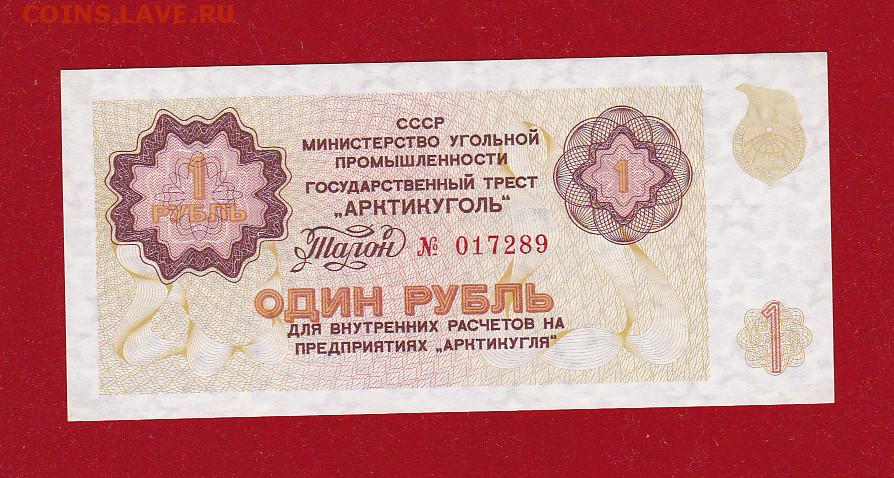 COINS.LAVE.RU
СССР
МИНИСТЕРСТВО УГОЛЬНОЙ
ПРОМЫШЛЕННОСТИ
ГОСУДАРСТВЕННЫЙ ТРЕСТ
„АРКТИКУГОЛЬ“
Талон № 017289
1
РУБЛЬ
1
ОДИН РУБЛЬ
ДЛЯ ВНУТРЕННИХ РАСЧЕТОВ НА
ПРЕДПРИЯТИЯХ „АРКТИКУГЛЯ“
1